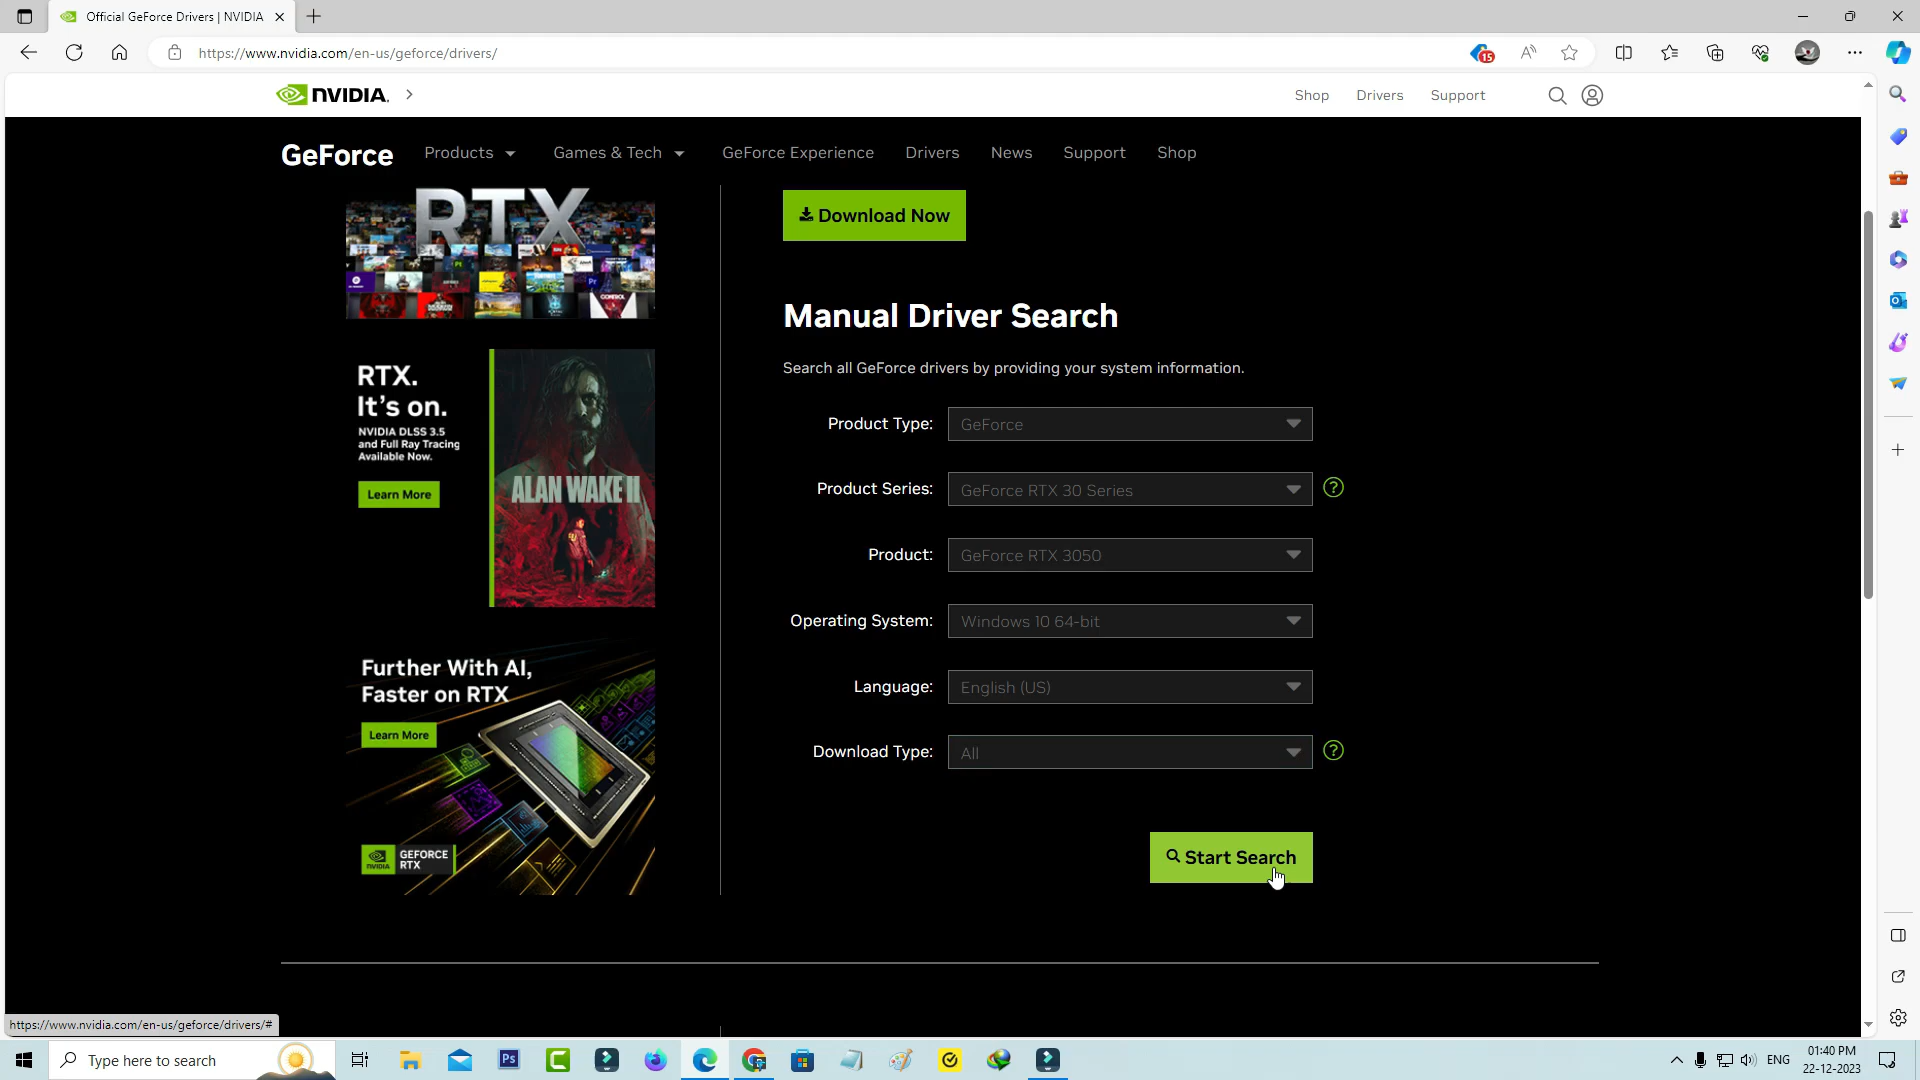 Official GeForce Drivers | NVIDIA
https://www.nvidia.com/en-us/geforce/drivers/
15
NVIDIA.
Shop Drivers Support
GeForce Products Games & Tech GeForce Experience Drivers News Support Shop
RTX
CONTROL
Download Now
Manual Driver Search
Search all GeForce drivers by providing your system information.
RTX.
It's on.
NVIDIA DLSS 3.5
and Full Ray Tracing
Available Now.
Learn More
ALAN WAKE II
Product Type: GeForce
Product Series: GeForce RTX 30 Series ?
Product: GeForce RTX 3050
Operating System: Windows 10 64-bit
Language: English (US)
Download Type: All ?
Further With AI,
Faster on RTX
Learn More
NVIDIA
GEFORCE
RTX
Start Search
https://www.nvidia.com/en-us/geforce/drivers/#
Type here to search
Ps
ENG
01:40 PM
22-12-2023